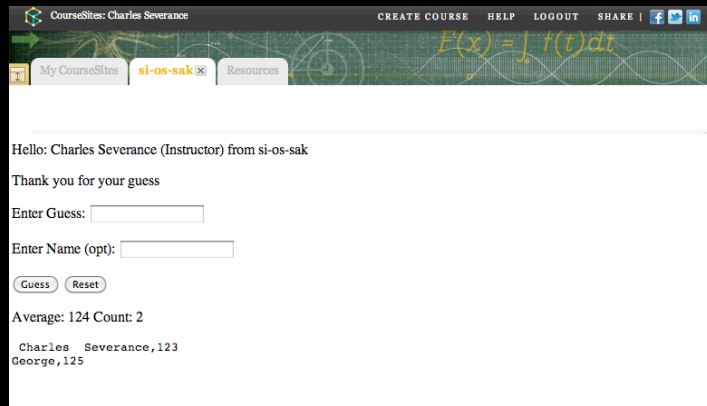 CourseSites: Charles Severance
CREATE COURSE HELP LOGOUT SHARE |
F(x) = ∫ f(t)dt
My CourseSites si-os-sak Resources
Hello: Charles Severance (Instructor) from si-os-sak
Thank you for your guess
Enter Guess:
Enter Name (opt):
Guess Reset
Average: 124 Count: 2
Charles Severance,123
George,125